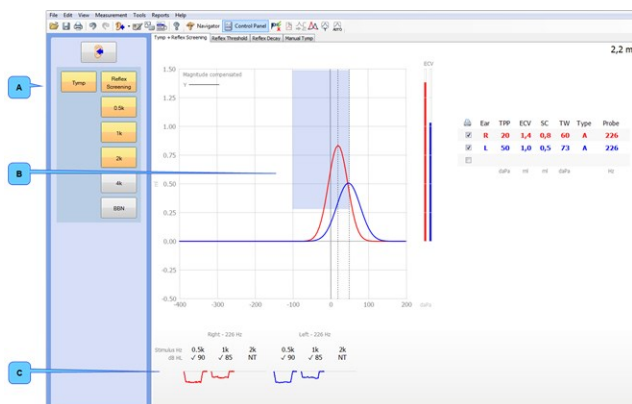 File Edit View Measurement Tools Reports Help
Navigator Control Panel
Tymp + Reflex Screening Reflex Threshold Reflex Decay Manual Tymp
2,2 m
A
Tymp
Reflex Screening
0.5k
1k
2k
4k
BBN
B
C
1.50
Magnitude compensated
Y
1.25
1.00
0.75
0.50
0.25
0.00
-0.25
-0.50
-400 -300 -200 -100 0 100 200 daPa
ECV
Ear TPP ECV SC TW Type Probe
R 20 1,4 0,8 60 A 226
L 50 1,0 0,5 73 A 226
daPa ml ml daPa Hz
Right - 226 Hz Left - 226 Hz
Stimulus Hz 0.5k 1k 2k 0.5k 1k 2k
dB HL ✓ 90 ✓ 85 NT ✓ 90 ✓ 85 NT